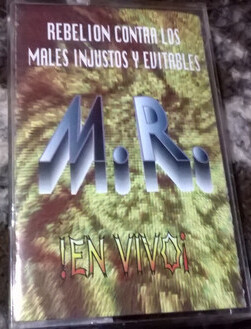 REBELION CONTRA LOS
MALES INJUSTOS Y EVITABLES
M.R.
!EN VIVO¡